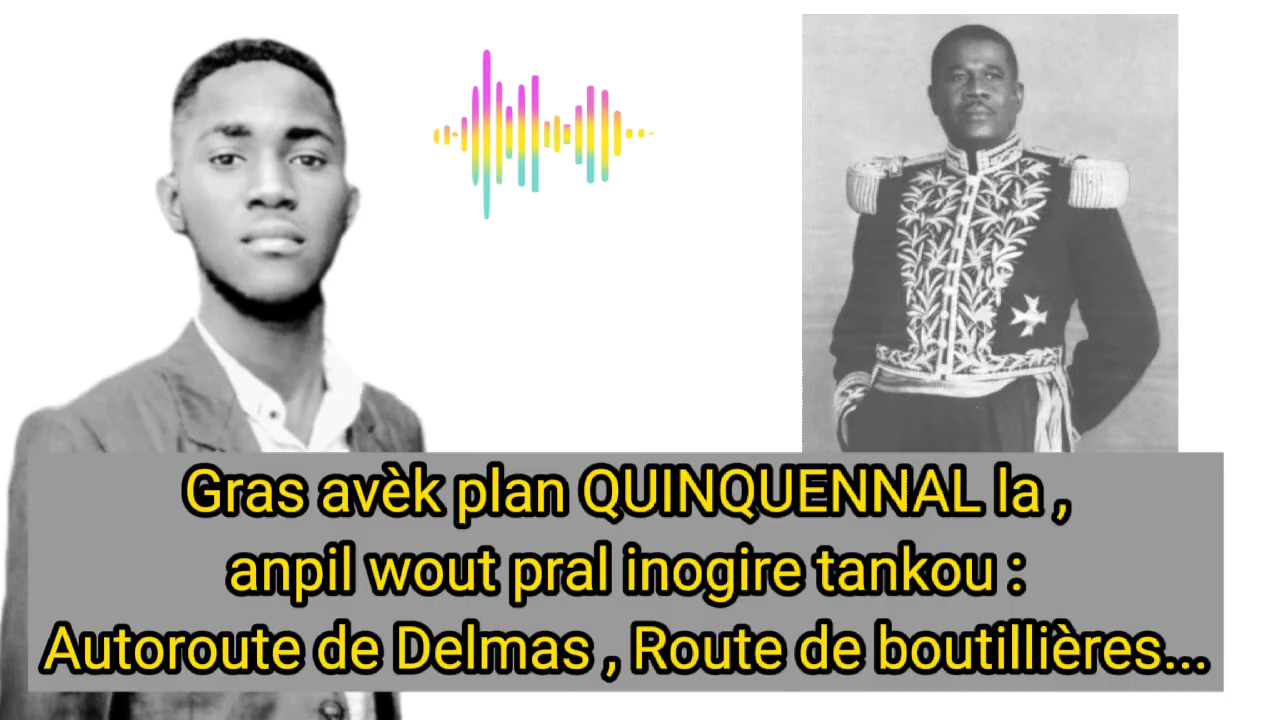 Gras avèk plan QUINQUENNAL la ,
anpil wout pral inogire tankou :
Autoroute de Delmas , Route de boutillières...